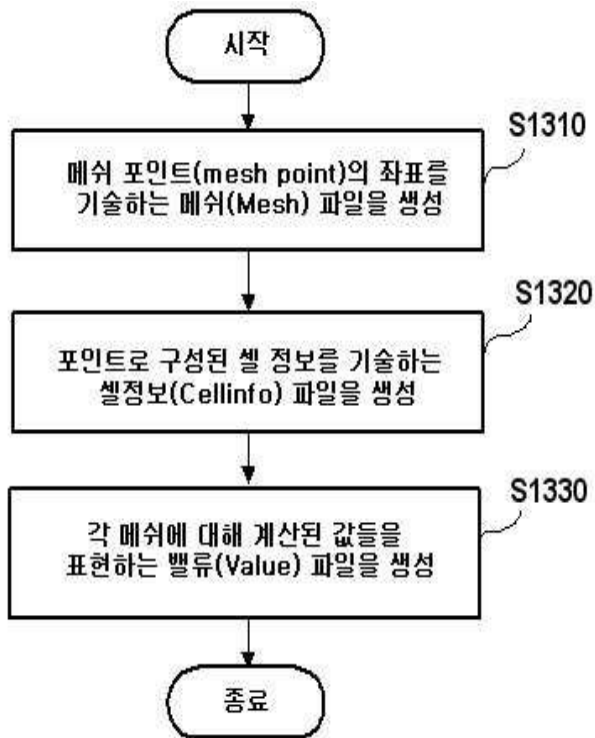 시작
S1310
메쉬 포인트(mesh point)의 좌표를
기술하는 메쉬(Mesh) 파일을 생성
S1320
포인트로 구성된 셀 정보를 기술하는
셀정보(Cellinfo) 파일을 생성
S1330
각 메쉬에 대해 계산된 값들을
표현하는 밸류(Value) 파일을 생성
종료